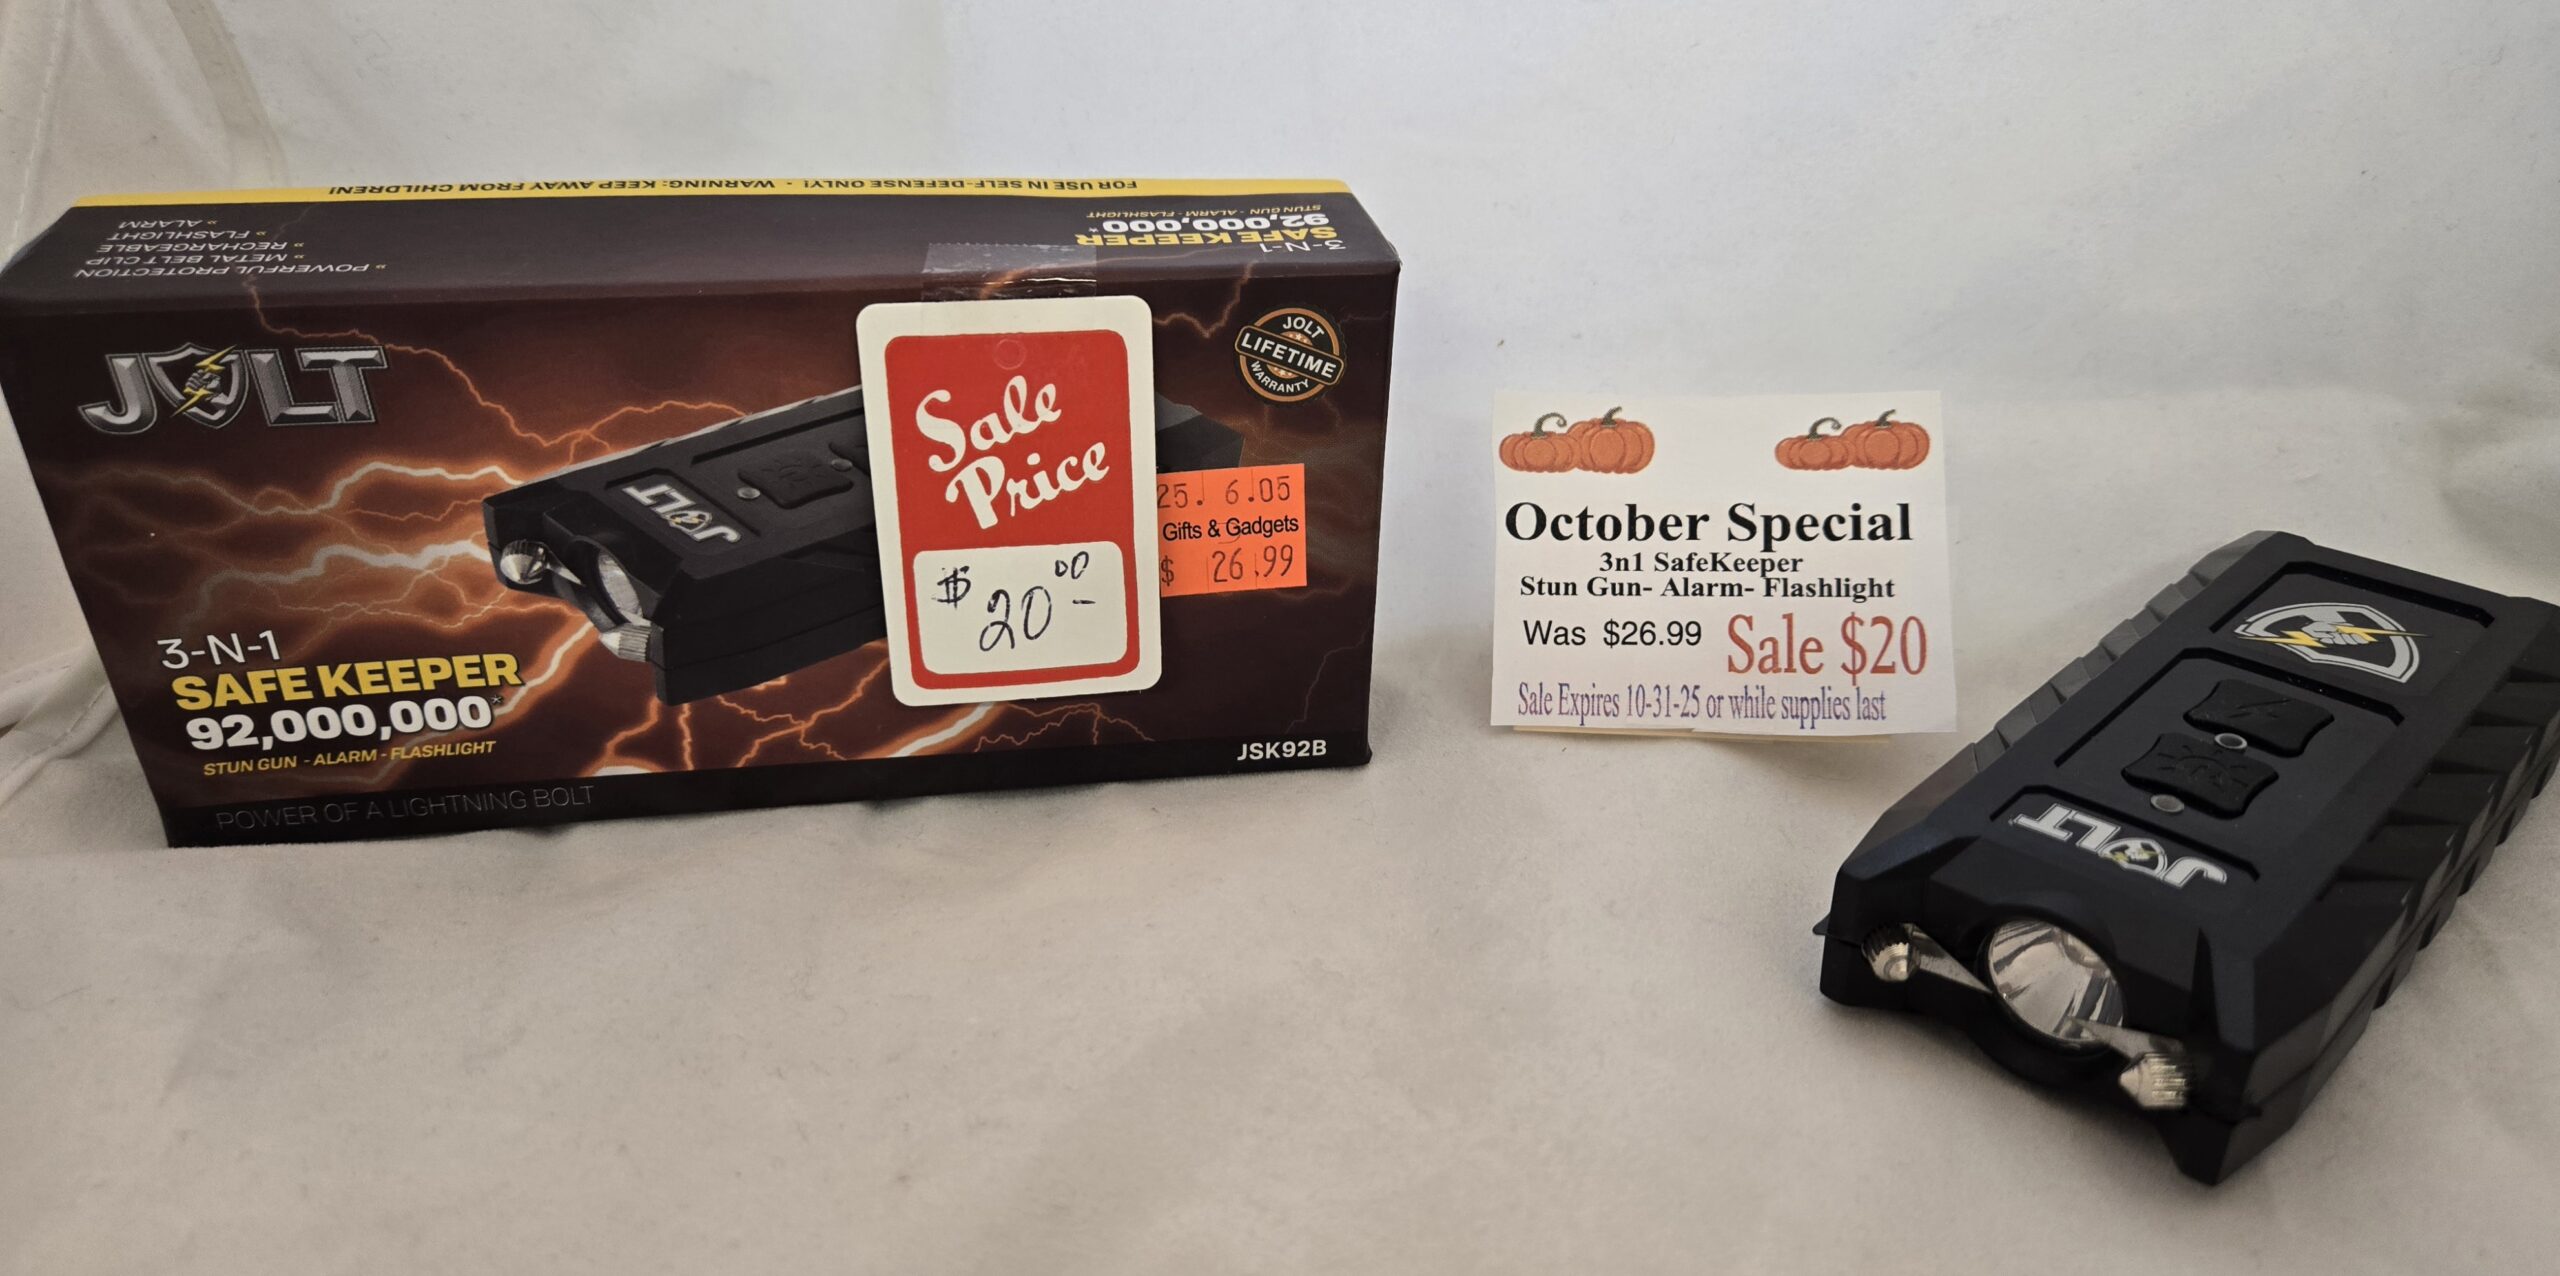 FOR USE IN SELF-DEFENSE ONLY! • WARNING: KEEP AWAY FROM CHILDREN!
3-N-1
SAFE KEEPER
92,000,000*
STUN GUN - ALARM - FLASHLIGHT
» POWERFUL PROTECTION
» METAL BELT CLIP
» RECHARGEABLE
» FLASHLIGHT
» ALARM
JOLT
JOLT
LIFETIME
WARRANTY
JOLT
Sale
Price
$ 20.00 -
25. 6.05
Gifts & Gadgets
$ 26.99
3-N-1
SAFE KEEPER
92,000,000*
STUN GUN - ALARM - FLASHLIGHT
JSK92B
POWER OF A LIGHTNING BOLT
October Special
3n1 SafeKeeper
Stun Gun- Alarm- Flashlight
Was $26.99 Sale $20
Sale Expires 10-31-25 or while supplies last
JOLT